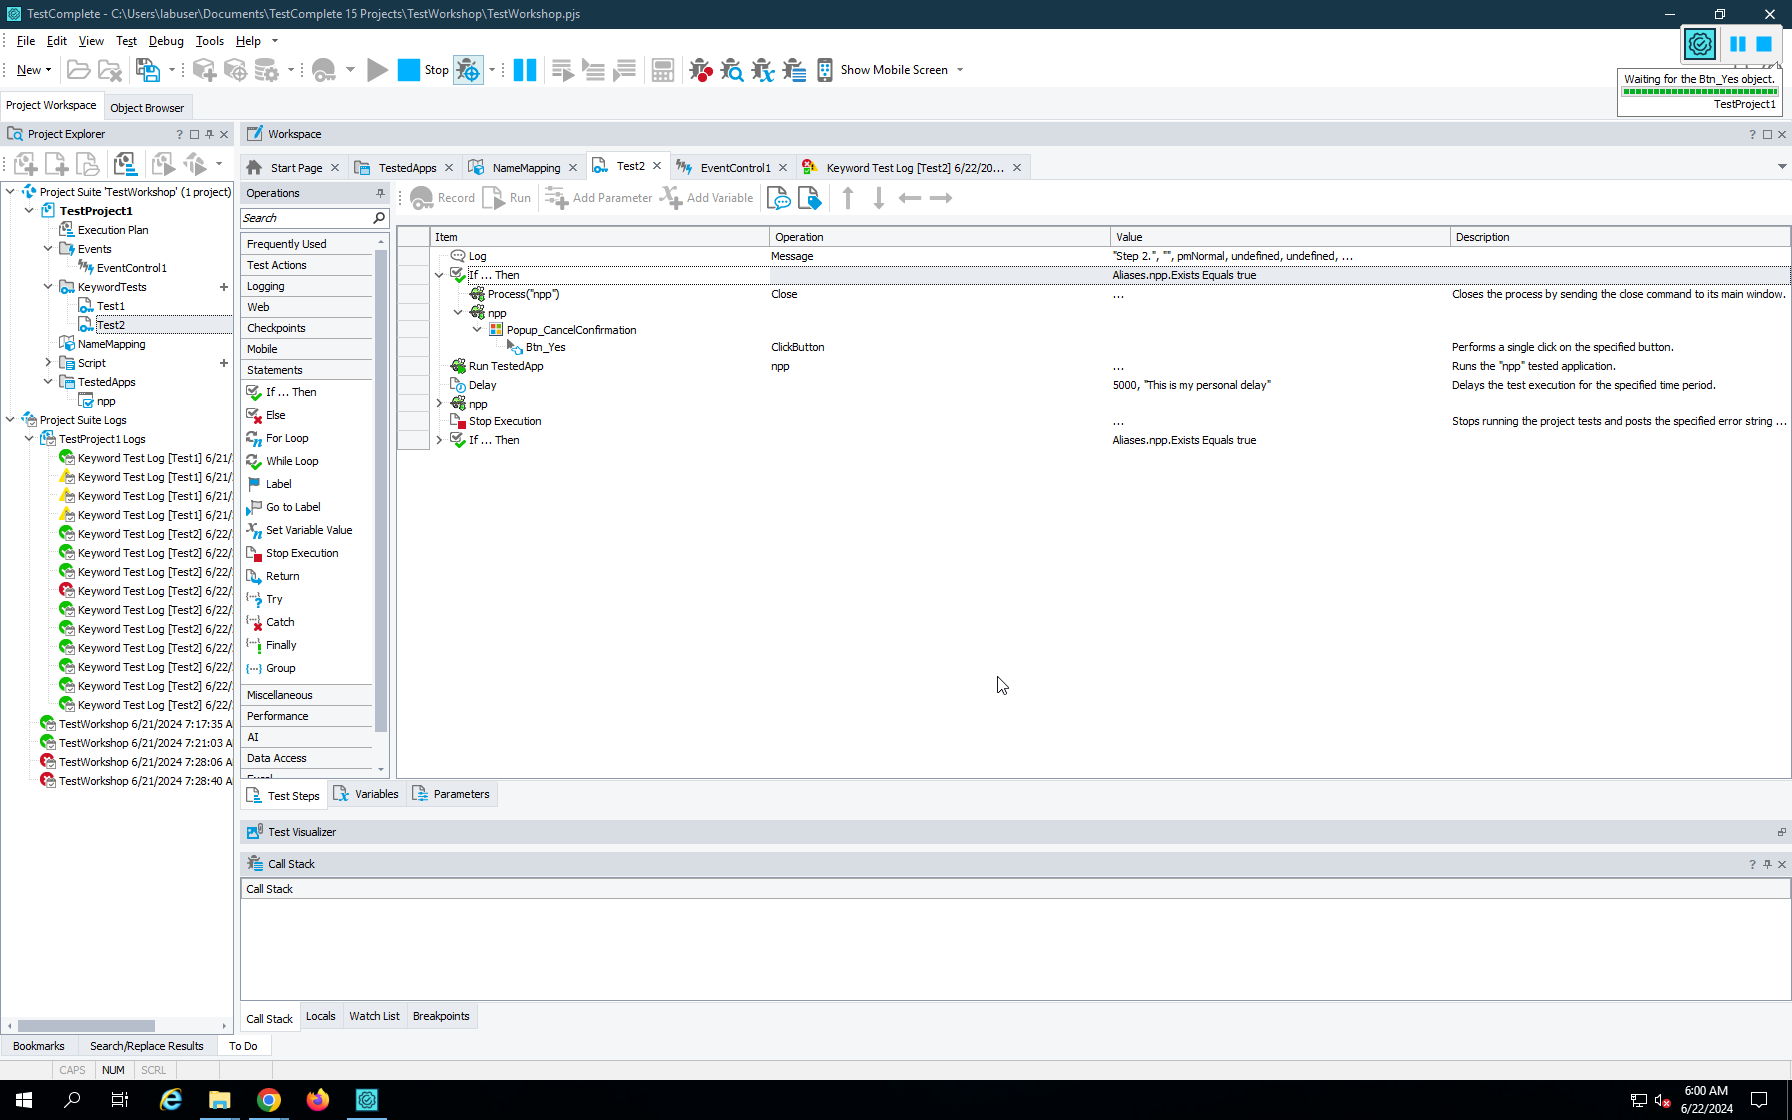 TestComplete - C:\Users\labuser\Documents\TestComplete 15 Projects\TestWorkshop\TestWorkshop.pjs
File Edit View Test Debug Tools Help
New Stop Show Mobile Screen
Waiting for the Btn_Yes object.
TestProject1
Project Workspace Object Browser
Project Explorer
Workspace
Start Page TestedApps NameMapping Test2 EventControl1 Keyword Test Log [Test2] 6/22/20...
Record Run Add Parameter Add Variable
Project Suite 'TestWorkshop' (1 project)
TestProject1
Execution Plan
Events
EventControl1
KeywordTests
Test1
Test2
NameMapping
Script
TestedApps
npp
Project Suite Logs
TestProject1 Logs
Keyword Test Log [Test1] 6/21/
Keyword Test Log [Test1] 6/21/
Keyword Test Log [Test1] 6/21/
Keyword Test Log [Test1] 6/21/
Keyword Test Log [Test2] 6/22/
Keyword Test Log [Test2] 6/22/
Keyword Test Log [Test2] 6/22/
Keyword Test Log [Test2] 6/22/
Keyword Test Log [Test2] 6/22/
Keyword Test Log [Test2] 6/22/
Keyword Test Log [Test2] 6/22/
Keyword Test Log [Test2] 6/22/
Keyword Test Log [Test2] 6/22/
Keyword Test Log [Test2] 6/22/
TestWorkshop 6/21/2024 7:17:35 A
TestWorkshop 6/21/2024 7:21:03 A
TestWorkshop 6/21/2024 7:28:06 A
TestWorkshop 6/21/2024 7:28:40 A
Operations
Search
Frequently Used
Test Actions
Logging
Web
Checkpoints
Mobile
Statements
If ... Then
Else
For Loop
While Loop
Label
Go to Label
Set Variable Value
Stop Execution
Return
Try
Catch
Finally
Group
Miscellaneous
Performance
AI
Data Access
Excel
Item Operation Value Description
Log Message "Step 2.", "", pmNormal, undefined, undefined, ...
If ... Then Aliases.npp.Exists Equals true
Process("npp") Close ... Closes the process by sending the close command to its main window.
npp
Popup_CancelConfirmation
Btn_Yes ClickButton Performs a single click on the specified button.
Run TestedApp npp ... Runs the "npp" tested application.
Delay 5000, "This is my personal delay" Delays the test execution for the specified time period.
npp
Stop Execution ... Stops running the project tests and posts the specified error string ...
If ... Then Aliases.npp.Exists Equals true
Test Steps Variables Parameters
Test Visualizer
Call Stack
Call Stack
Call Stack Locals Watch List Breakpoints
Bookmarks Search/Replace Results To Do
CAPS NUM SCRL
6:00 AM
6/22/2024